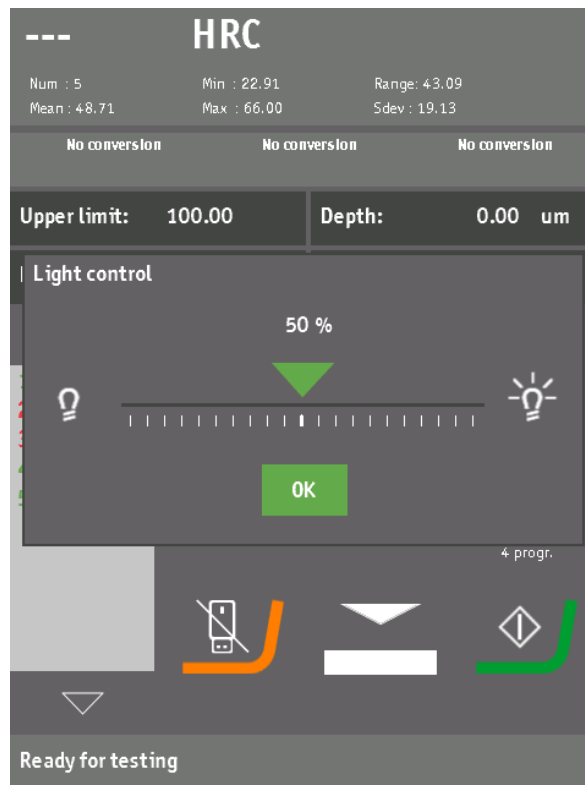 --- HRC
Num : 5 Min : 22.91 Range: 43.09
Mean : 48.71 Max : 66.00 Sdev : 19.13
No conversion No conversion No conversion
Upper limit: 100.00 Depth: 0.00 um
Light control
50 %
OK
4 progr.
Ready for testing